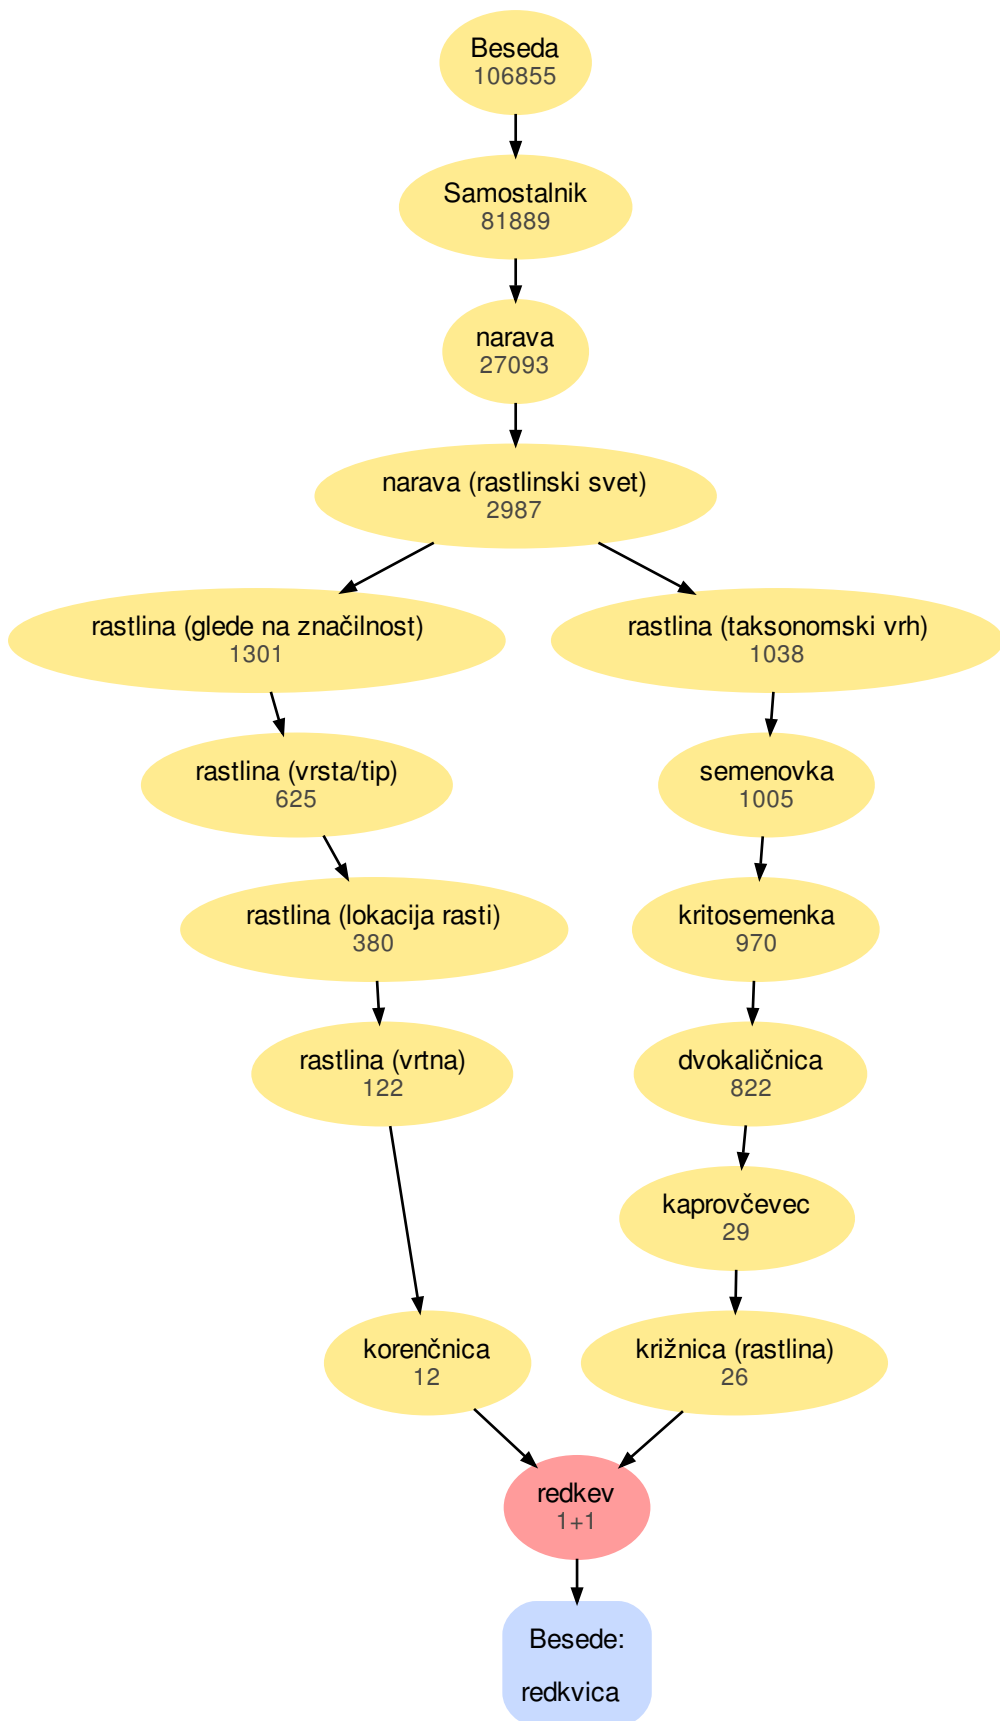 Beseda
106855
Samostalnik
81889
narava
27093
narava (rastlinski svet)
2987
rastlina (glede na značilnost)
1301
rastlina (taksonomski vrh)
1038
rastlina (vrsta/tip)
625
semenovka
1005
rastlina (lokacija rasti)
380
kritosemenka
970
rastlina (vrtna)
122
dvokaličnica
822
kaprovčevec
29
korenčnica
12
križnica (rastlina)
26
redkev
1+1
Besede:
redkvica